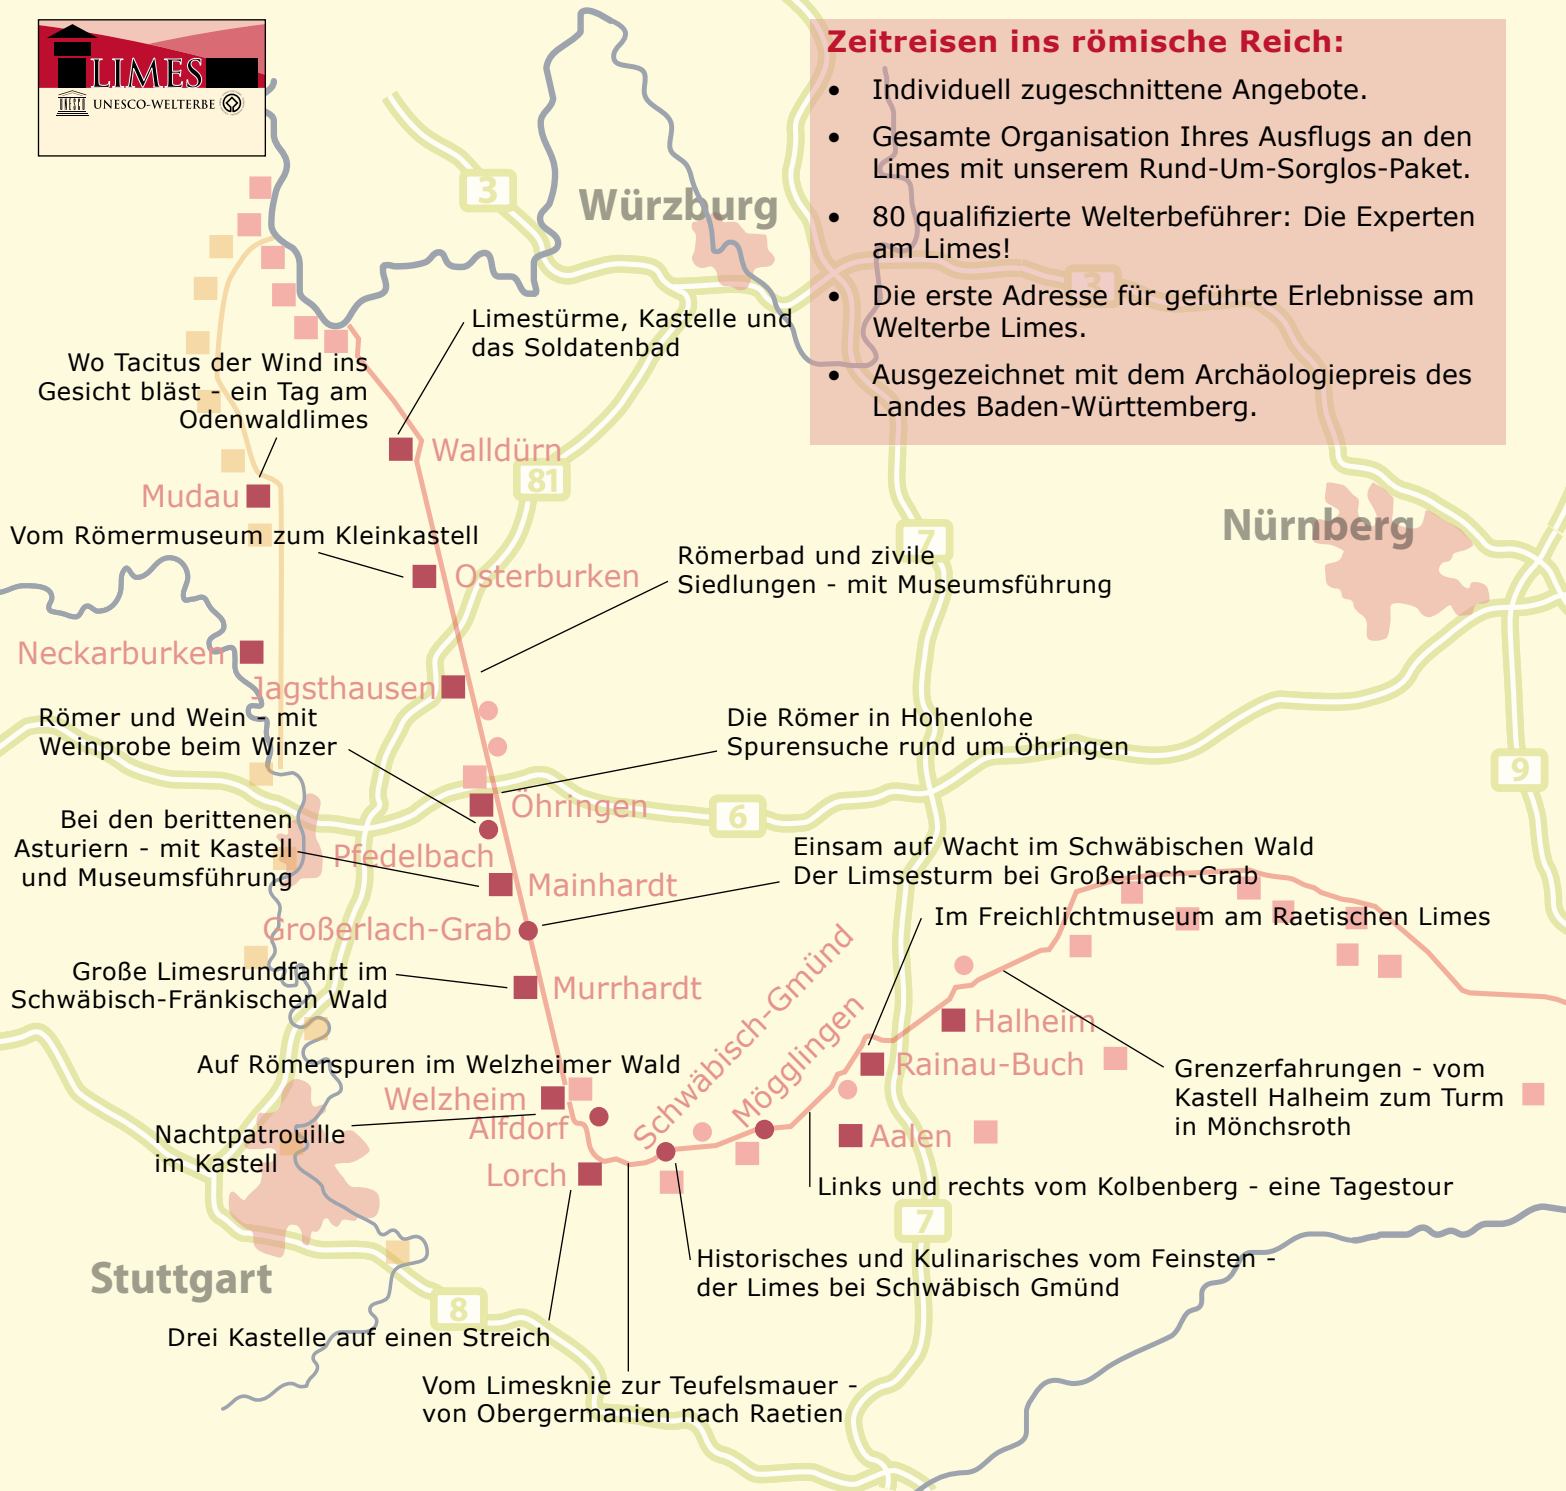 LIMES
UNESCO
UNESCO-WELTERBE
Zeitreisen ins römische Reich:
• Individuell zugeschnittene Angebote.
• Gesamte Organisation Ihres Ausflugs an den
Limes mit unserem Rund-Um-Sorglos-Paket.
• 80 qualifizierte Welterbeführer: Die Experten
am Limes!
• Die erste Adresse für geführte Erlebnisse am
Welterbe Limes.
• Ausgezeichnet mit dem Archäologiepreis des
Landes Baden-Württemberg.
3
Würzburg
3
Limestürme, Kastelle und
das Soldatenbad
Wo Tacitus der Wind ins
Gesicht bläst - ein Tag am
Odenwaldlimes
Walldürn
81
Mudau
Vom Römermuseum zum Kleinkastell
7
Nürnberg
Osterburken
Römerbad und zivile
Siedlungen - mit Museumsführung
Neckarburken
Jagsthausen
Römer und Wein - mit
Weinprobe beim Winzer
Die Römer in Hohenlohe
Spurensuche rund um Öhringen
9
Öhringen
6
Bei den berittenen
Asturiern - mit Kastell
und Museumsführung
Pfedelbach
Mainhardt
Einsam auf Wacht im Schwäbischen Wald
Der Limsesturm bei Großerlach-Grab
Großerlach-Grab
Im Freichlichtmuseum am Raetischen Limes
Große Limesrundfahrt im
Schwäbisch-Fränkischen Wald
Murrhardt
Schwäbisch-Gmünd
Mögglingen
Halheim
Auf Römerspuren im Welzheimer Wald
Rainau-Buch
Grenzerfahrungen - vom
Kastell Halheim zum Turm
in Mönchsroth
Welzheim
Alfdorf
Nachtpatrouille
im Kastell
Aalen
Lorch
Links und rechts vom Kolbenberg - eine Tagestour
7
Historisches und Kulinarisches vom Feinsten -
der Limes bei Schwäbisch Gmünd
Stuttgart
8
Drei Kastelle auf einen Streich
Vom Limesknie zur Teufelsmauer -
von Obergermanien nach Raetien